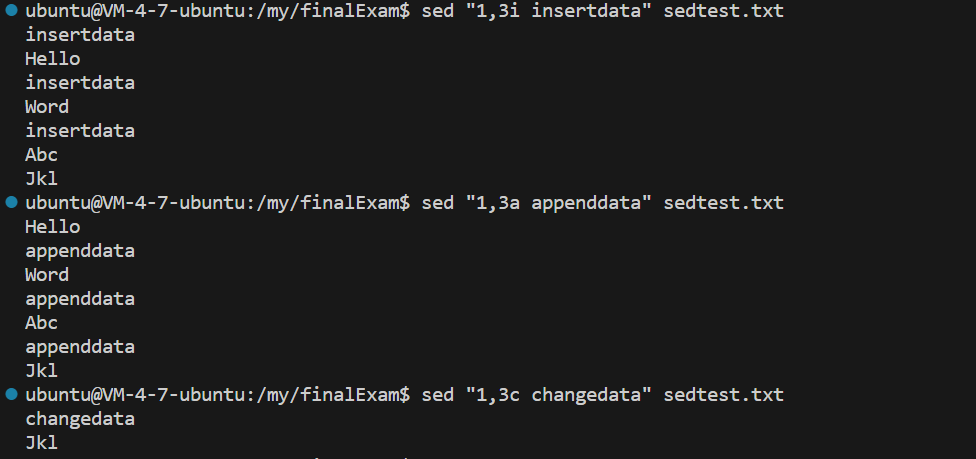 ubuntu@VM-4-7-ubuntu:/my/finalExam$ sed "1,3i insertdata" sedtest.txt
insertdata
Hello
insertdata
Word
insertdata
Abc
Jkl
ubuntu@VM-4-7-ubuntu:/my/finalExam$ sed "1,3a appenddata" sedtest.txt
Hello
appenddata
Word
appenddata
Abc
appenddata
Jkl
ubuntu@VM-4-7-ubuntu:/my/finalExam$ sed "1,3c changedata" sedtest.txt
changedata
Jkl